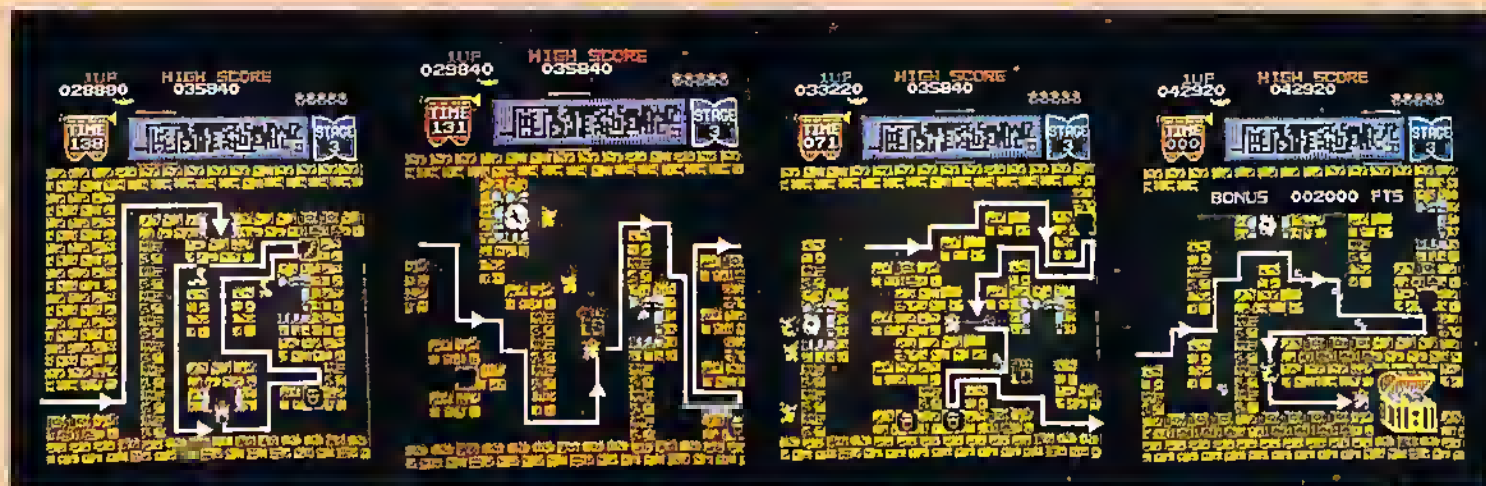 1UP HIGH SCORE
028880 035840
TIME
138
STAGE
3
1UP HIGH SCORE
029840 035840
TIME
131
STAGE
3
1UP HIGH SCORE
033220 035840
TIME
071
STAGE
3
1UP HIGH SCORE
042920 042920
TIME
000
STAGE
3
BONUS 002000 PTS